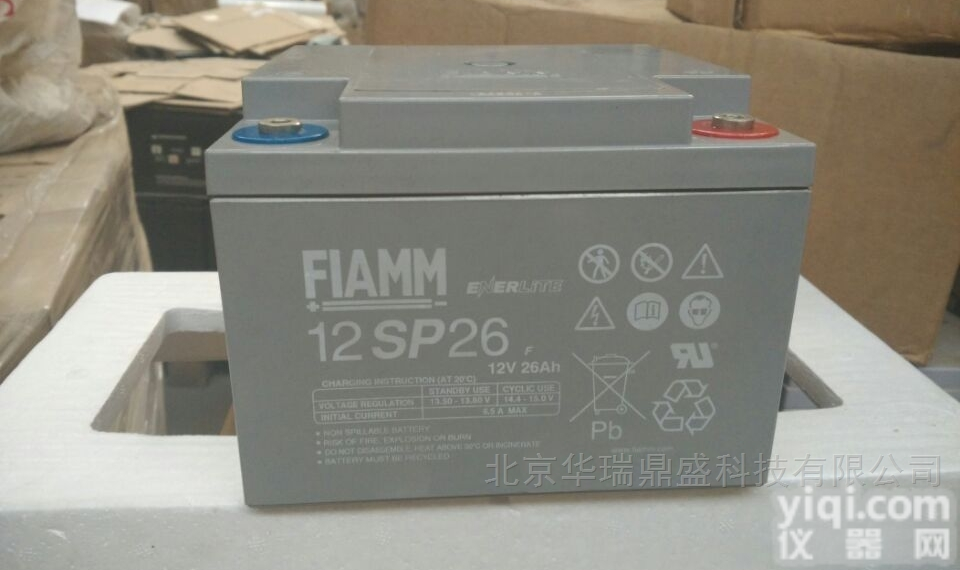 FIAMM
ENERLITE
12 SP26 F
12V 26Ah
CHARGING INSTRUCTION (AT 20°C)
STANDBY USE CYCLIC USE
VOLTAGE REGULATION 13.50 - 13.80 V 14.4 - 15.0 V
INITIAL CURRENT 6.5 A MAX
NON SPILLABLE BATTERY
RISK OF FIRE, EXPLOSION OR BURN
DO NOT DISASSEMBLE, HEAT ABOVE 50°C OR INCINERATE
BATTERY MUST BE RECYCLED
Pb
北京华瑞鼎盛科技有限公司
yiqi.com
仪器网